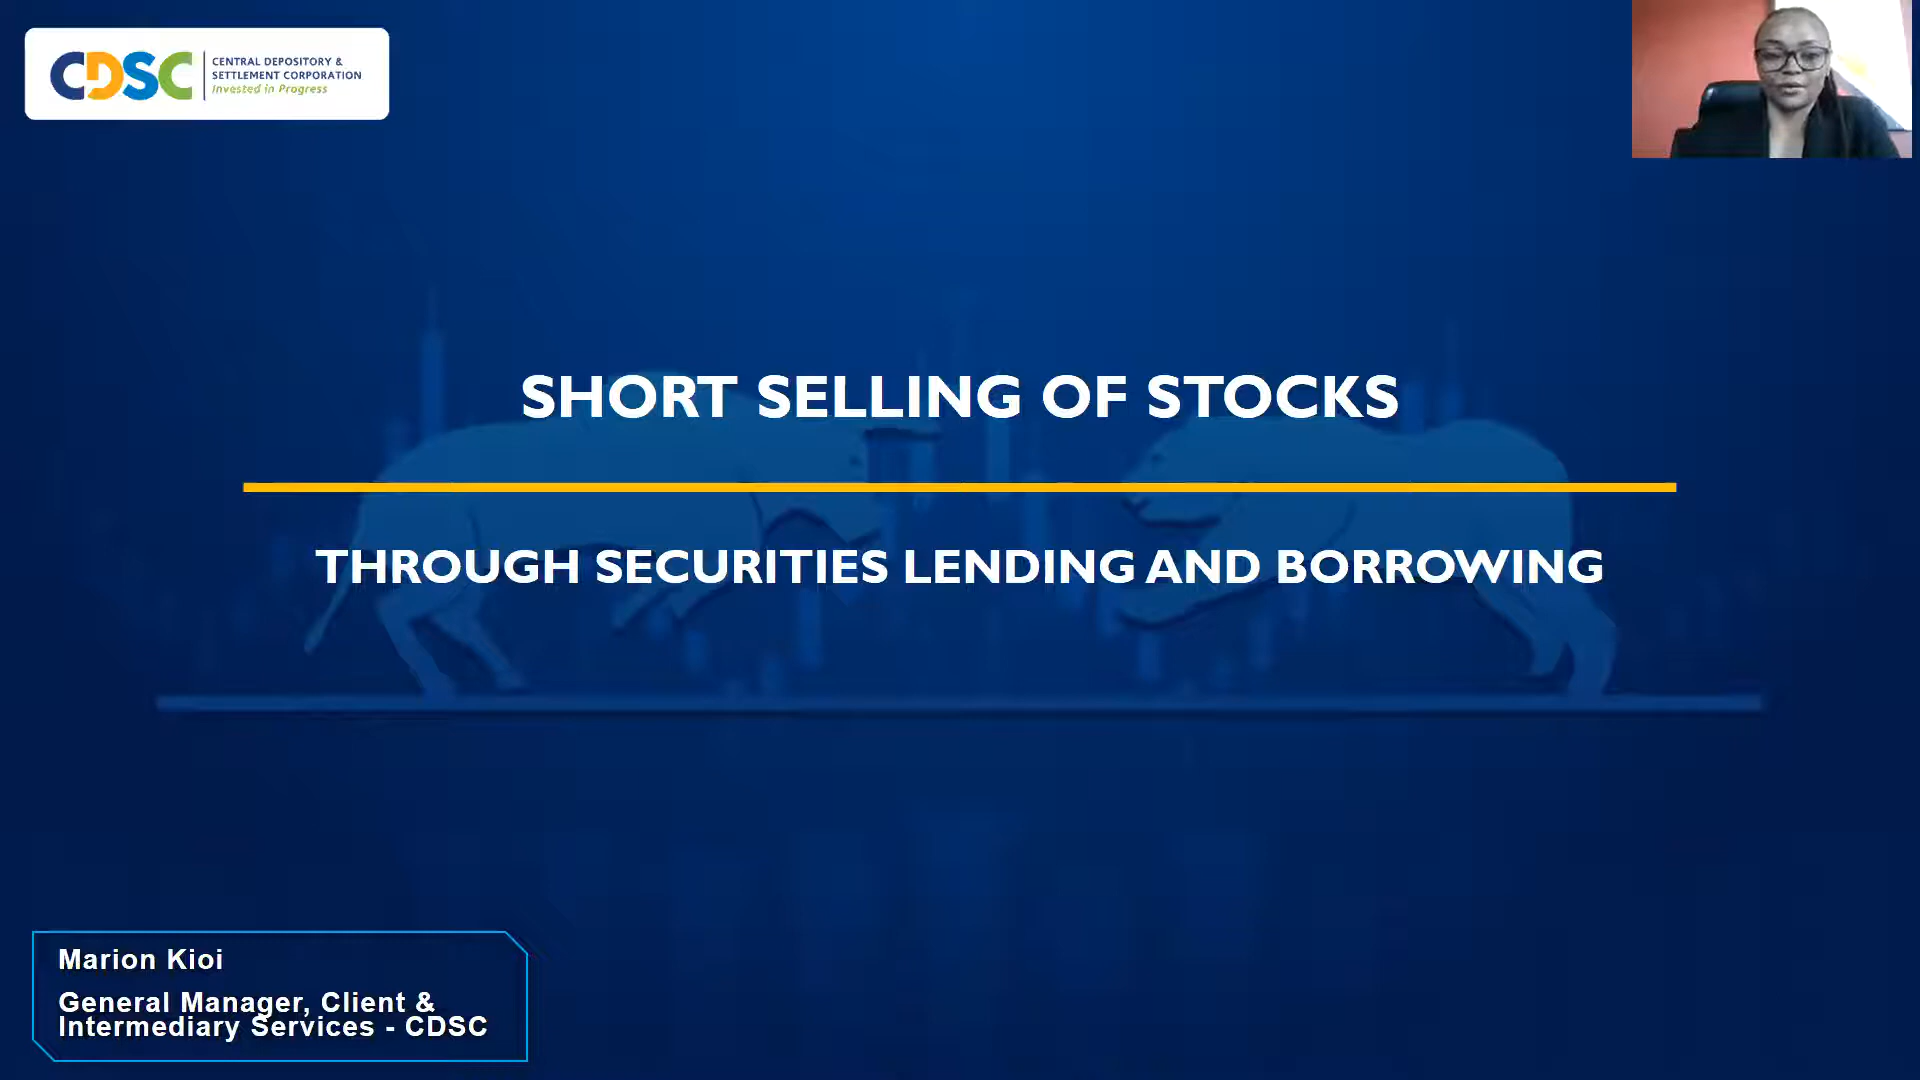 CDSC
CENTRAL DEPOSITORY &
SETTLEMENT CORPORATION
Invested in Progress
SHORT SELLING OF STOCKS
THROUGH SECURITIES LENDING AND BORROWING
Marion Kioi
General Manager, Client &
Intermediary Services - CDSC